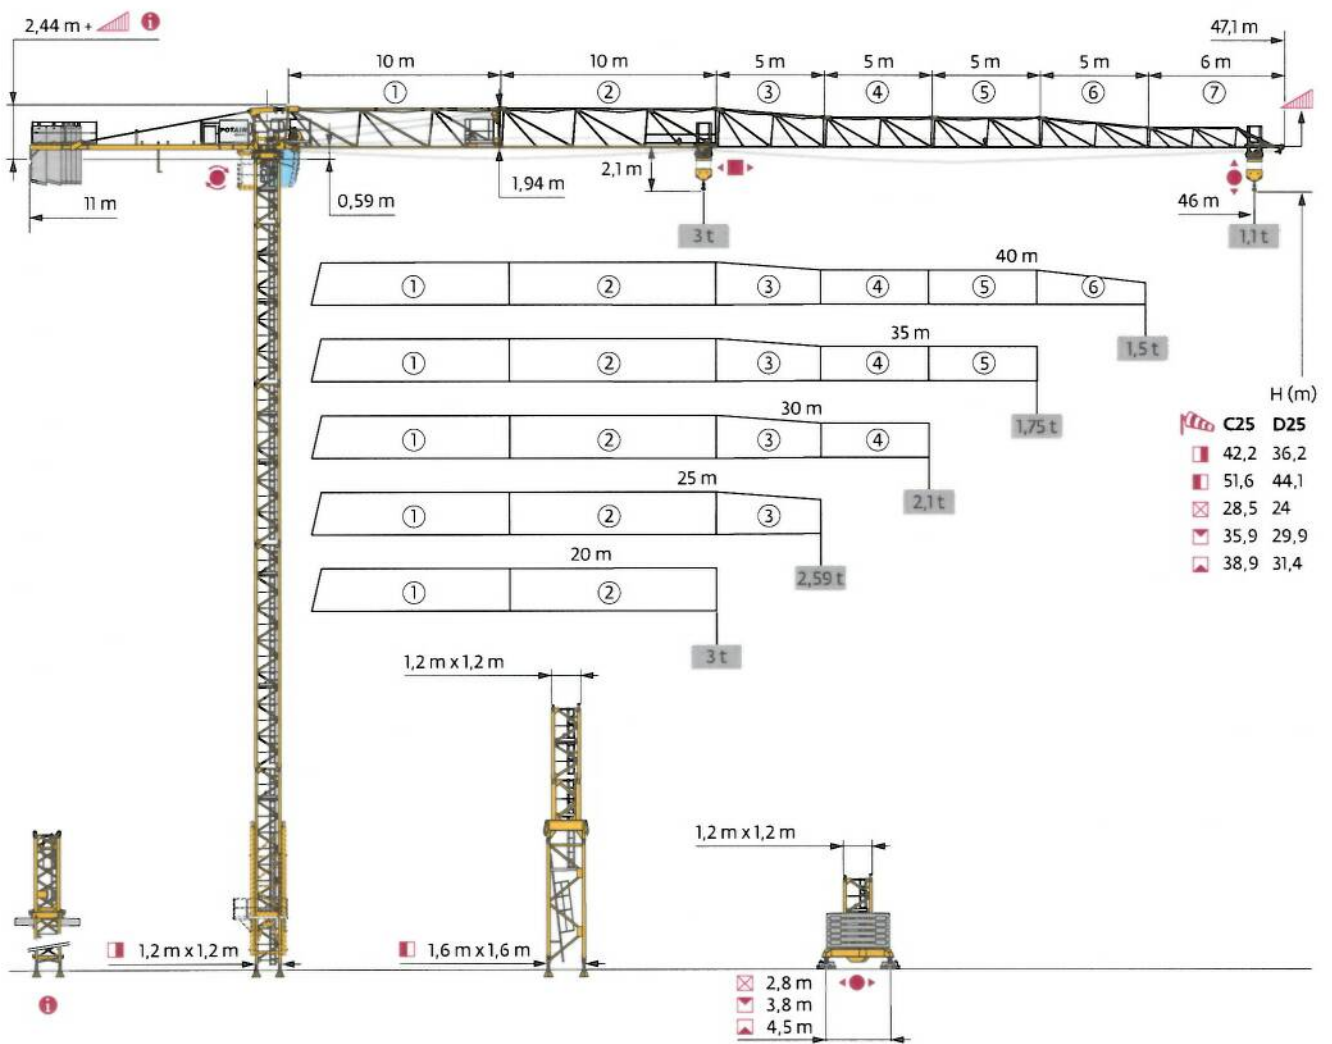 2,44 m +
i
47,1 m
10 m 10 m 5 m 5 m 5 m 5 m 6 m
① ② ③ ④ ⑤ ⑥ ⑦
POTAIN
11 m
0,59 m
1,94 m
2,1 m
46 m
3 t
1,1 t
40 m
① ② ③ ④ ⑤ ⑥
1,5 t
35 m
① ② ③ ④ ⑤
1,75 t
30 m
① ② ③ ④
2,1 t
25 m
① ② ③
2,59 t
20 m
① ②
3 t
H (m)
C25 D25
42,2 36,2
51,6 44,1
28,5 24
35,9 29,9
38,9 31,4
1,2 m x 1,2 m
1,2 m x 1,2 m
1,2 m x 1,2 m
1,6 m x 1,6 m
i
2,8 m
3,8 m
4,5 m